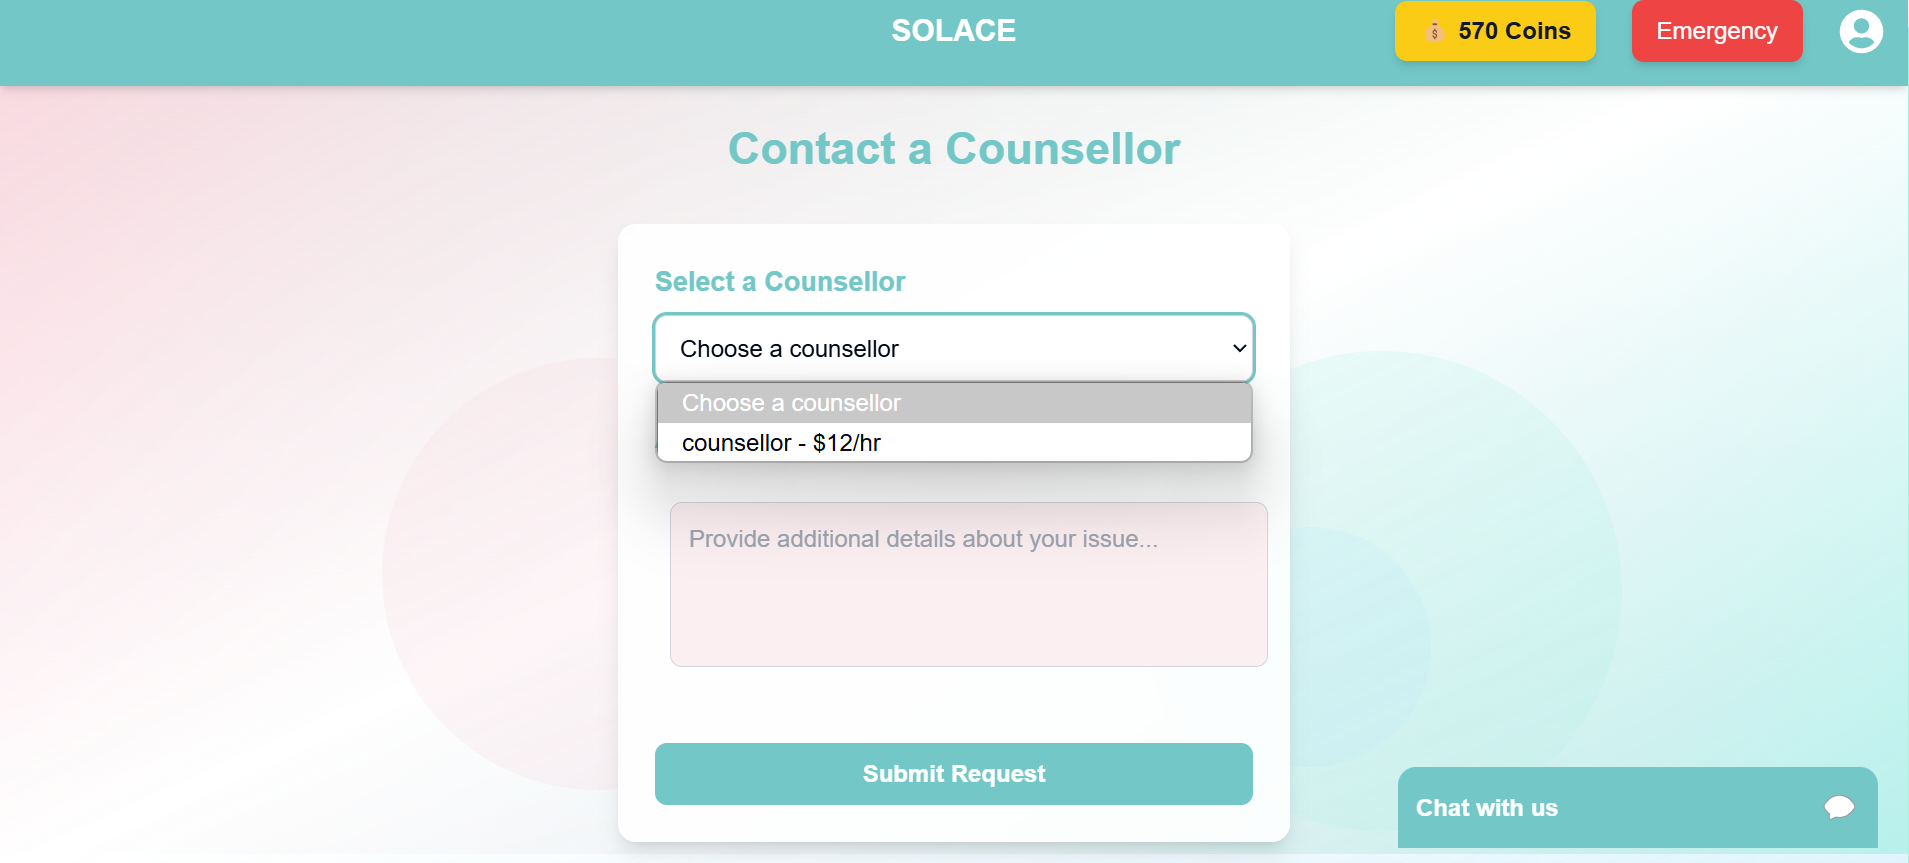 SOLACE
570 Coins
Emergency
Contact a Counsellor
Select a Counsellor
Choose a counsellor
Choose a counsellor
counsellor - $12/hr
Provide additional details about your issue...
Submit Request
Chat with us